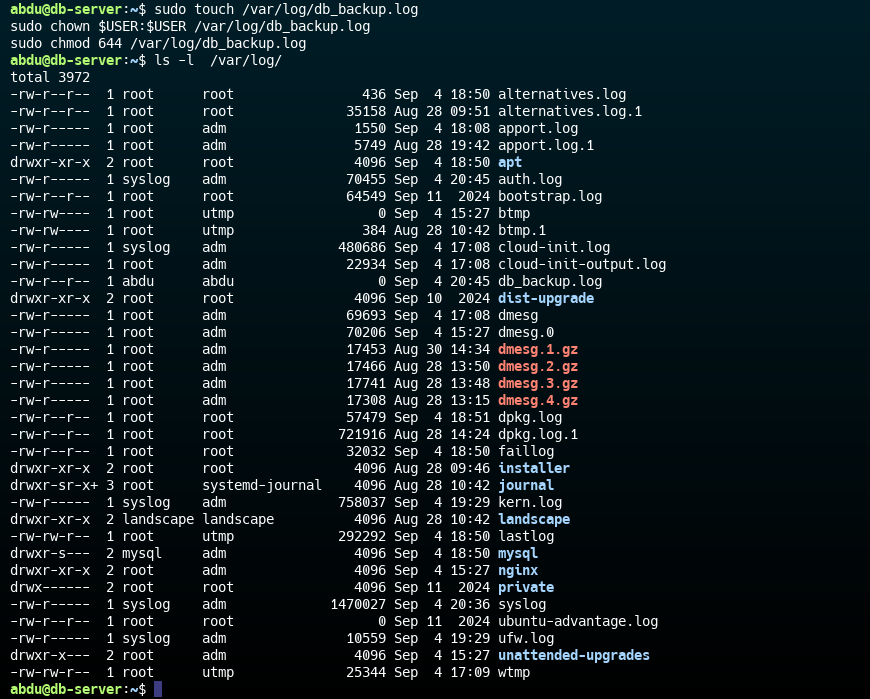 abdu@db-server:~$ sudo touch /var/log/db_backup.log
sudo chown $USER:$USER /var/log/db_backup.log
sudo chmod 644 /var/log/db_backup.log
abdu@db-server:~$ ls -l  /var/log/
total 3972
-rw-r--r--  1 root      root                436 Sep  4 18:50 alternatives.log
-rw-r--r--  1 root      root              35158 Aug 28 09:51 alternatives.log.1
-rw-r-----  1 root      adm                1550 Sep  4 18:08 apport.log
-rw-r-----  1 root      adm                5749 Aug 28 19:42 apport.log.1
drwxr-xr-x  2 root      root               4096 Sep  4 18:50 apt
-rw-r-----  1 syslog    adm               70455 Sep  4 20:45 auth.log
-rw-r--r--  1 root      root              64549 Sep 11  2024 bootstrap.log
-rw-rw----  1 root      utmp                  0 Sep  4 15:27 btmp
-rw-rw----  1 root      utmp                384 Aug 28 10:42 btmp.1
-rw-r-----  1 syslog    adm              480686 Sep  4 17:08 cloud-init.log
-rw-r-----  1 root      adm               22934 Sep  4 17:08 cloud-init-output.log
-rw-r--r--  1 abdu      abdu                  0 Sep  4 20:45 db_backup.log
drwxr-xr-x  2 root      root               4096 Sep 10  2024 dist-upgrade
-rw-r-----  1 root      adm               69693 Sep  4 17:08 dmesg
-rw-r-----  1 root      adm               70206 Sep  4 15:27 dmesg.0
-rw-r-----  1 root      adm               17453 Aug 30 14:34 dmesg.1.gz
-rw-r-----  1 root      adm               17466 Aug 28 13:50 dmesg.2.gz
-rw-r-----  1 root      adm               17741 Aug 28 13:48 dmesg.3.gz
-rw-r-----  1 root      adm               17308 Aug 28 13:15 dmesg.4.gz
-rw-r--r--  1 root      root              57479 Sep  4 18:51 dpkg.log
-rw-r--r--  1 root      root             721916 Aug 28 14:24 dpkg.log.1
-rw-r--r--  1 root      root              32032 Sep  4 18:50 faillog
drwxr-xr-x  2 root      root               4096 Aug 28 09:46 installer
drwxr-sr-x+ 3 root      systemd-journal    4096 Aug 28 10:42 journal
-rw-r-----  1 syslog    adm              758037 Sep  4 19:29 kern.log
drwxr-xr-x  2 landscape landscape          4096 Aug 28 10:42 landscape
-rw-rw-r--  1 root      utmp             292292 Sep  4 18:50 lastlog
drwxr-s---  2 mysql     adm                4096 Sep  4 18:50 mysql
drwxr-xr-x  2 root      adm                4096 Sep  4 15:27 nginx
drwx------  2 root      root               4096 Sep 11  2024 private
-rw-r-----  1 syslog    adm             1470027 Sep  4 20:36 syslog
-rw-r--r--  1 root      root                  0 Sep 11  2024 ubuntu-advantage.log
-rw-r-----  1 syslog    adm               10559 Sep  4 19:29 ufw.log
drwxr-x---  2 root      adm                4096 Sep  4 15:27 unattended-upgrades
-rw-rw-r--  1 root      utmp              25344 Sep  4 17:09 wtmp
abdu@db-server:~$